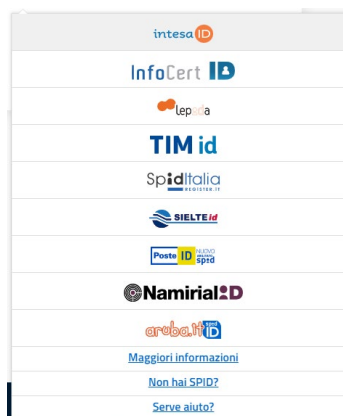 intesa ID
InfoCert ID
Lepida
TIM id
SpidItalia
REGISTER.IT
SIELTE id
Poste ID NUOVO
spid
Namirial ID
aruba.it ID
Maggiori informazioni
Non hai SPID?
Serve aiuto?